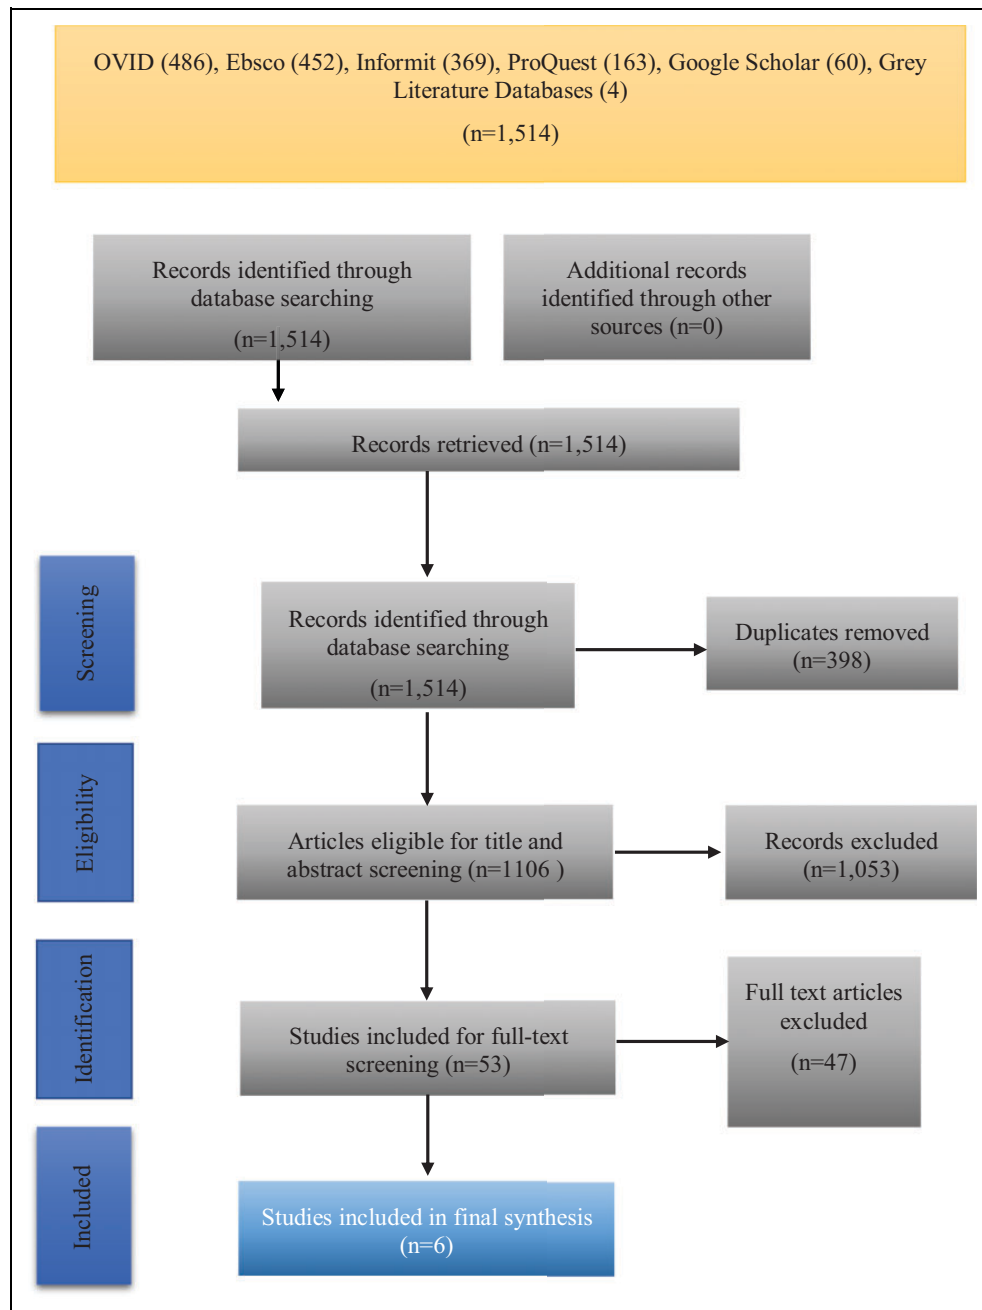 OVID (486), Ebsco (452), Informit (369), ProQuest (163), Google Scholar (60), Grey
Literature Databases (4)
(n=1,514)
Records identified through
database searching
(n=1,514)
Additional records
identified through other
sources (n=0)
Records retrieved (n=1,514)
Screening
Records identified through
database searching
(n=1,514)
Duplicates removed
(n=398)
Eligibility
Articles eligible for title and
abstract screening (n=1106 )
Records excluded
(n=1,053)
Identification
Studies included for full-text
screening (n=53)
Full text articles
excluded
(n=47)
Included
Studies included in final synthesis
(n=6)